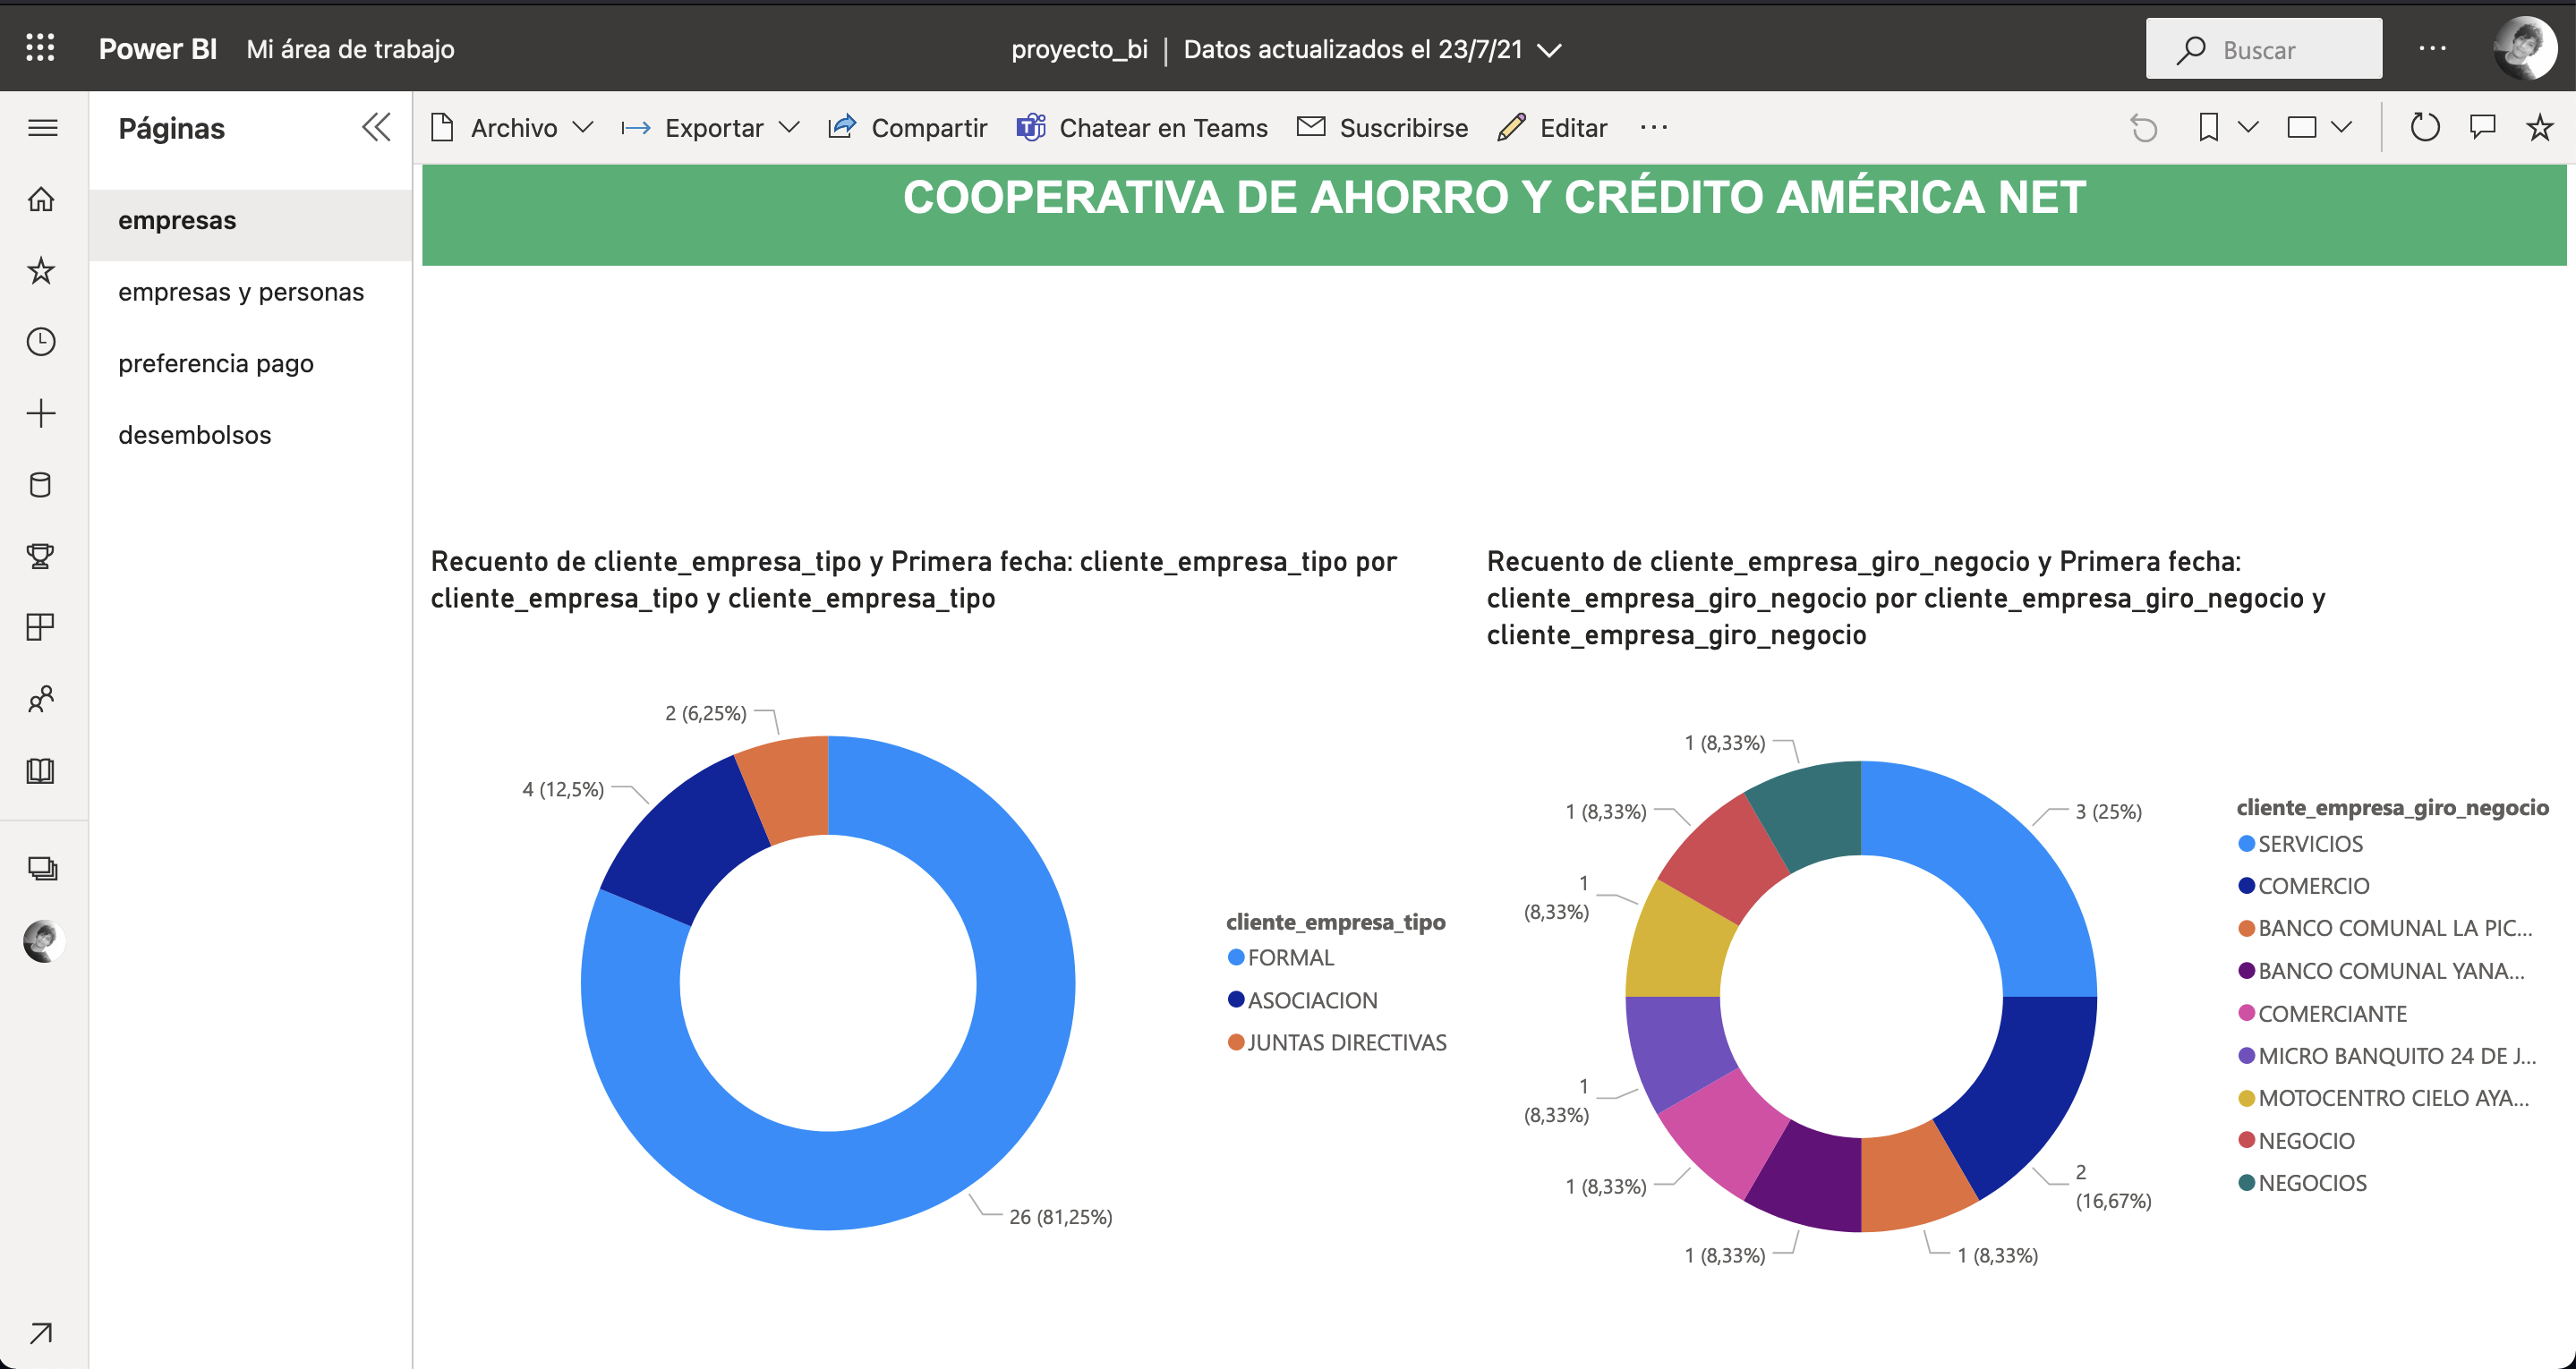 Power BI Mi área de trabajo
proyecto_bi | Datos actualizados el 23/7/21
Buscar
Páginas
Archivo
Exportar
Compartir
Chatear en Teams
Suscribirse
Editar
empresas
empresas y personas
preferencia pago
desembolsos
COOPERATIVA DE AHORRO Y CRÉDITO AMÉRICA NET
Recuento de cliente_empresa_tipo y Primera fecha: cliente_empresa_tipo por
cliente_empresa_tipo y cliente_empresa_tipo
2 (6,25%)
4 (12,5%)
26 (81,25%)
cliente_empresa_tipo
FORMAL
ASOCIACION
JUNTAS DIRECTIVAS
Recuento de cliente_empresa_giro_negocio y Primera fecha:
cliente_empresa_giro_negocio por cliente_empresa_giro_negocio y
cliente_empresa_giro_negocio
1 (8,33%)
1 (8,33%)
1
(8,33%)
1
(8,33%)
1 (8,33%)
1 (8,33%)
1 (8,33%)
2
(16,67%)
3 (25%)
cliente_empresa_giro_negocio
SERVICIOS
COMERCIO
BANCO COMUNAL LA PIC...
BANCO COMUNAL YANA...
COMERCIANTE
MICRO BANQUITO 24 DE J...
MOTOCENTRO CIELO AYA...
NEGOCIO
NEGOCIOS